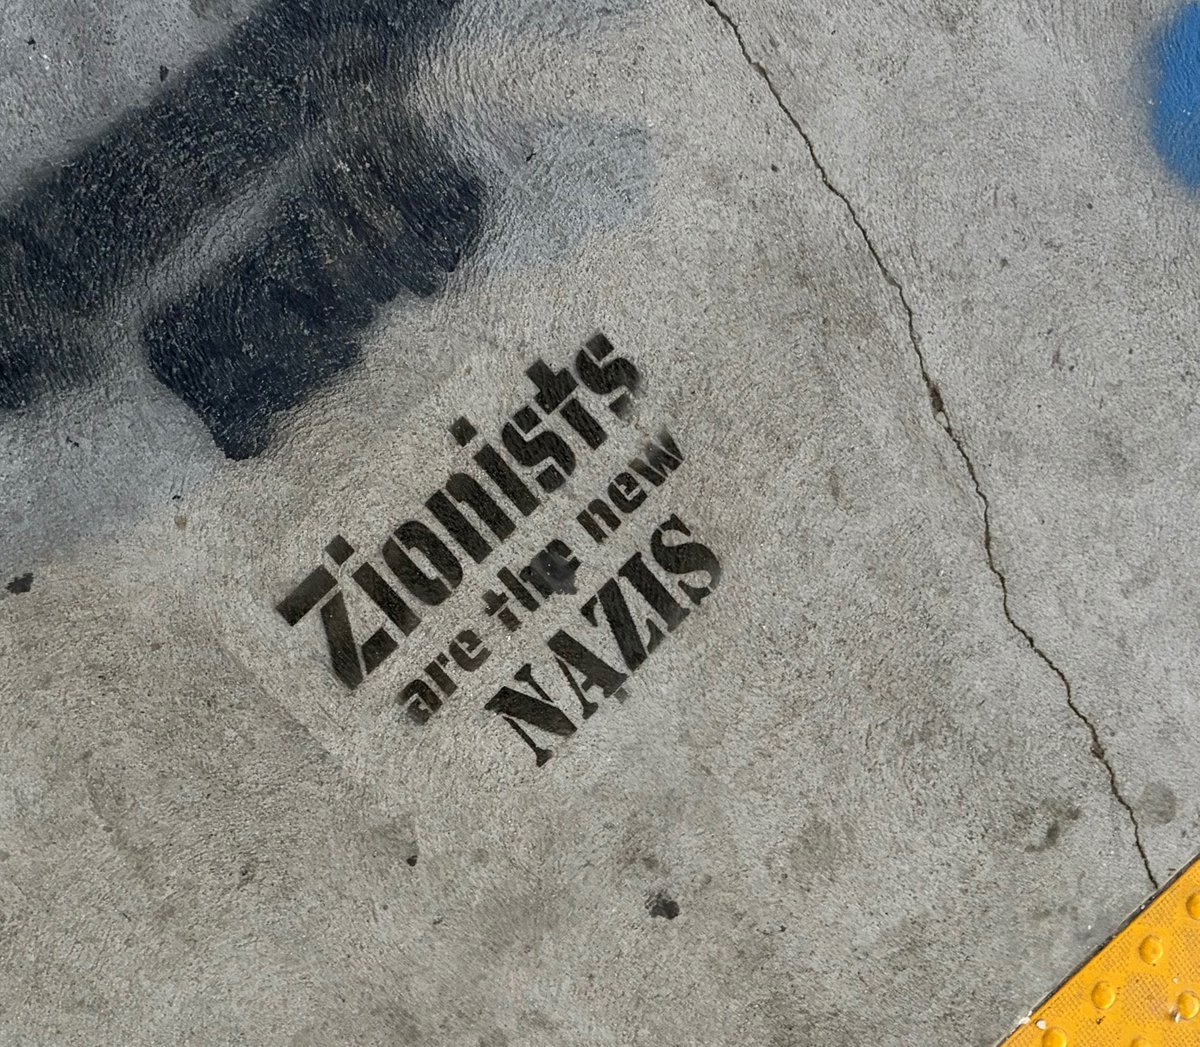 Zionists
are the new
NAZIS